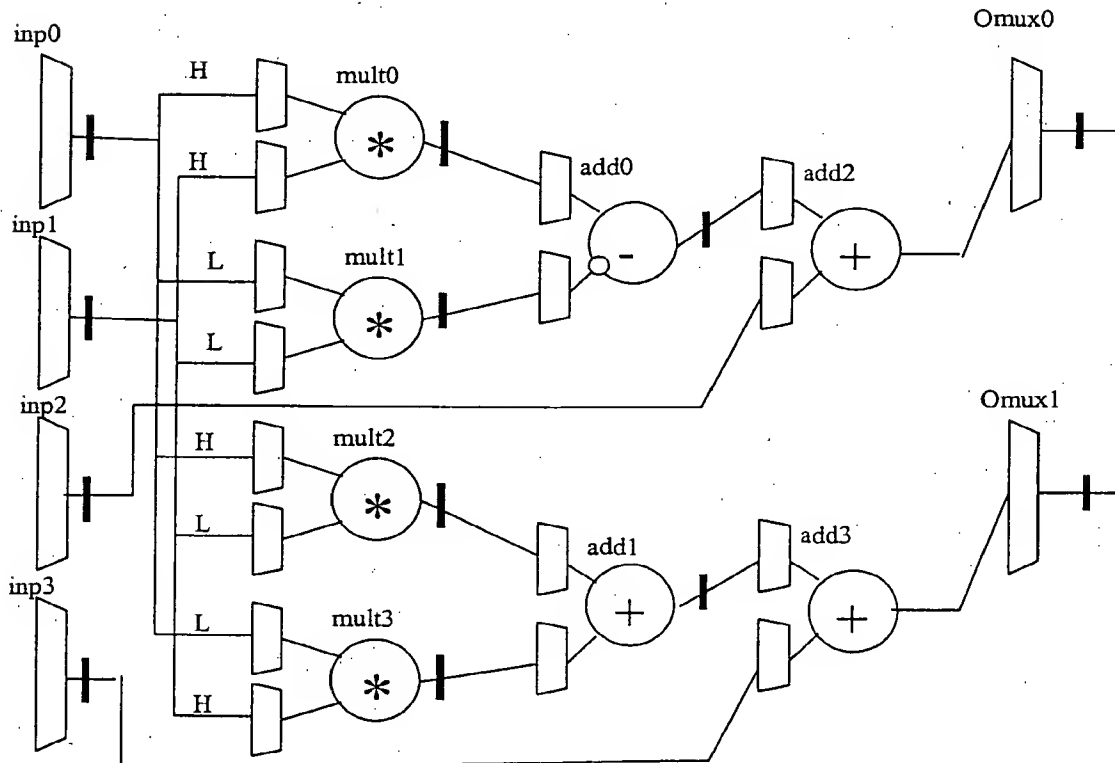 inp0
Omux0
H
mult0
*
H
add0
add2
inp1
-
+
L
mult1
*
L
inp2
Omux1
H
mult2
*
L
add1
add3
inp3
+
+
L
mult3
*
H